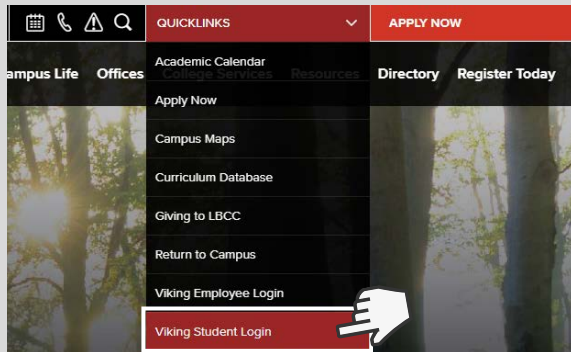 QUICKLINKS
APPLY NOW
ampus Life Offices College Services Resources Directory Register Today
Academic Calendar
Apply Now
Campus Maps
Curriculum Database
Giving to LBCC
Return to Campus
Viking Employee Login
Viking Student Login